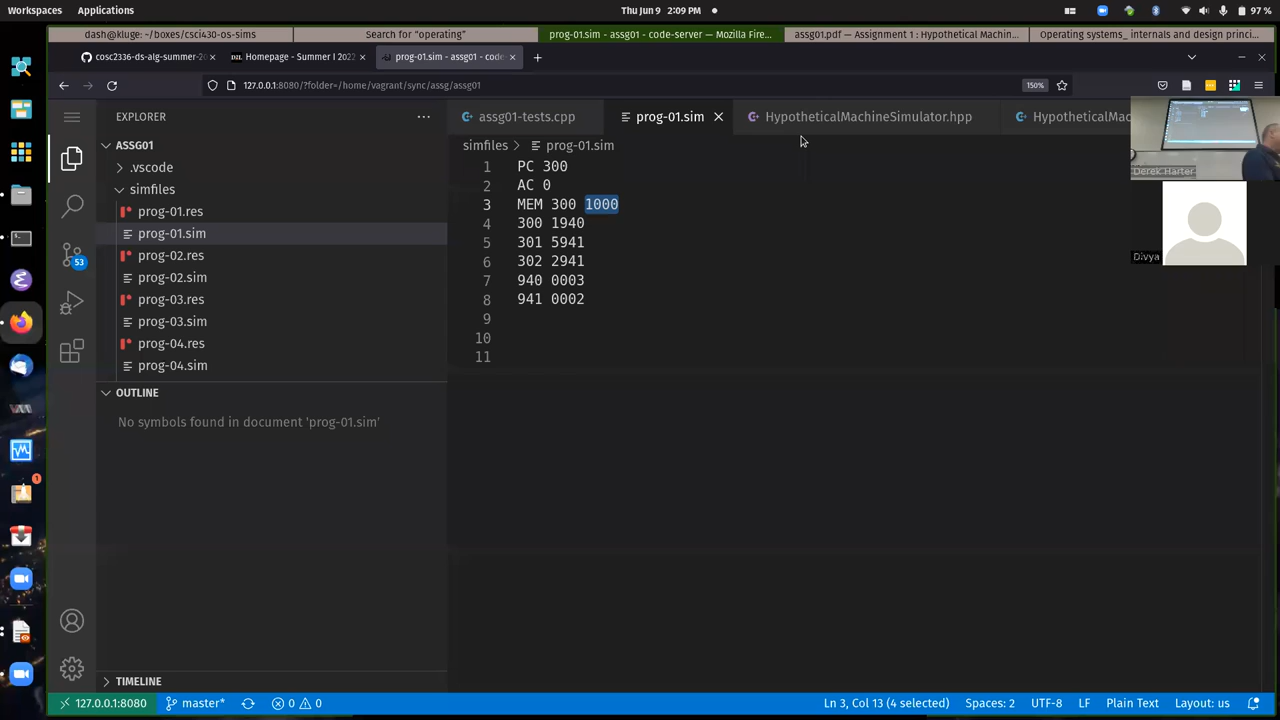 Workspaces Applications Thu Jun 9 2:09 PM 97 %
dash@kluge: ~/boxes/csci430-os-sims Search for "operating" prog-01.sim — assg01 - code-server — Mozilla Fire... assg01.pdf — Assignment 1 : Hypothetical Machin... Operating systems_ internals and design princi...
cosc2336-ds-alg-summer-20 D2L Homepage - Summer I 2022 prog-01.sim - assg01 - code-
127.0.0.1:8080/?folder=/home/vagrant/sync/assg/assg01 150%
EXPLORER
assg01-tests.cpp prog-01.sim HypotheticalMachineSimulator.hpp HypotheticalMac
ASSG01
simfiles > prog-01.sim
.vscode
simfiles
prog-01.res
prog-01.sim
prog-02.res
prog-02.sim
prog-03.res
prog-03.sim
prog-04.res
prog-04.sim
1 PC 300
2 AC 0
3 MEM 300 1000
4 300 1940
5 301 5941
6 302 2941
7 940 0003
8 941 0002
9
10
11
Derek Harter
Divya
53
1
OUTLINE
No symbols found in document 'prog-01.sim'
TIMELINE
127.0.0.1:8080 master* 0 0 Ln 3, Col 13 (4 selected) Spaces: 2 UTF-8 LF Plain Text Layout: us